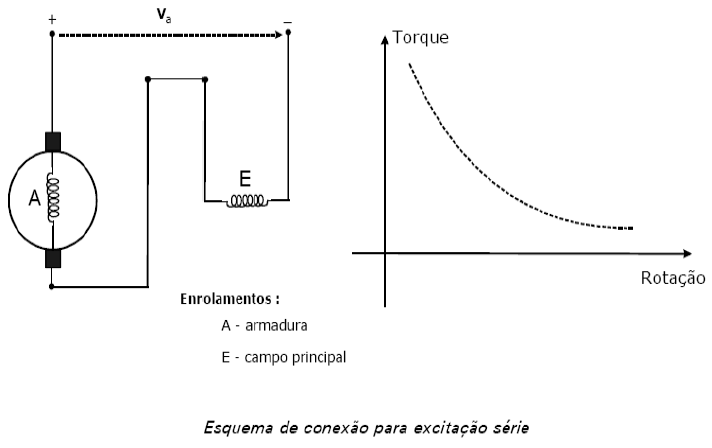 + Va −
Torque
A
E
Rotação
Enrolamentos :
A - armadura
E - campo principal
Esquema de conexão para excitação série